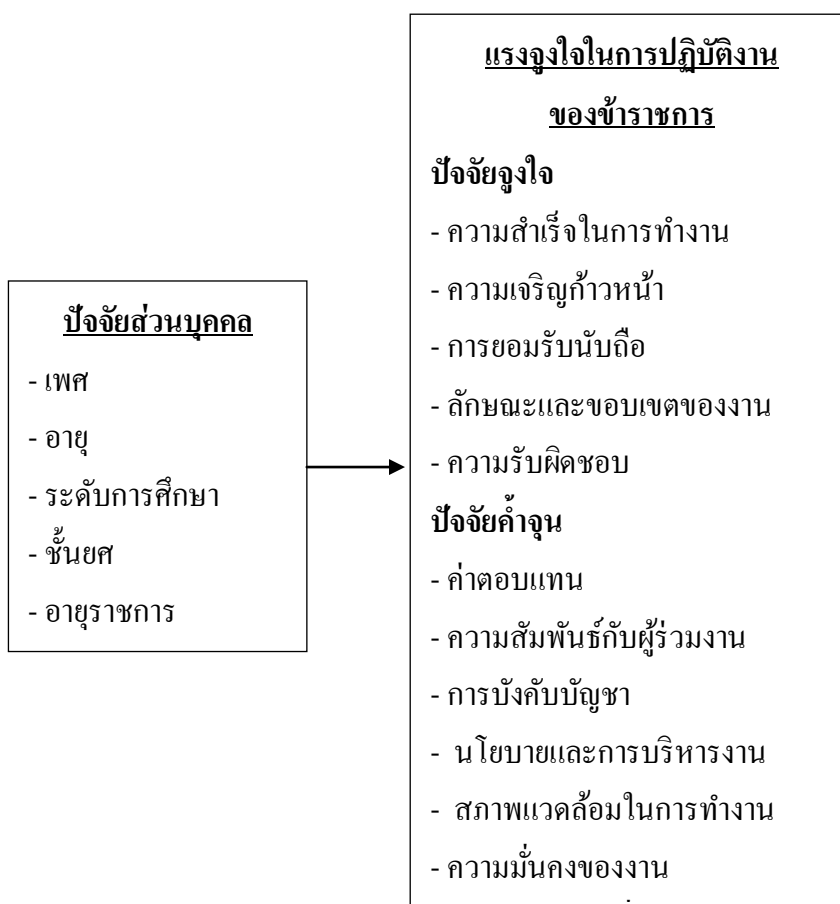 แรงจูงใจในการปฏิบัติงาน
ของข้าราชการ
ปัจจัยจูงใจ
- ความสำเร็จในการทำงาน
- ความเจริญก้าวหน้า
- การยอมรับนับถือ
- ลักษณะและขอบเขตของงาน
- ความรับผิดชอบ
ปัจจัยค้ำจุน
- ค่าตอบแทน
- ความสัมพันธ์กับผู้ร่วมงาน
- การบังคับบัญชา
- นโยบายและการบริหารงาน
- สภาพแวดล้อมในการทำงาน
- ความมั่นคงของงาน
ปัจจัยส่วนบุคคล
- เพศ
- อายุ
- ระดับการศึกษา
- ชั้นยศ
- อายุราชการ